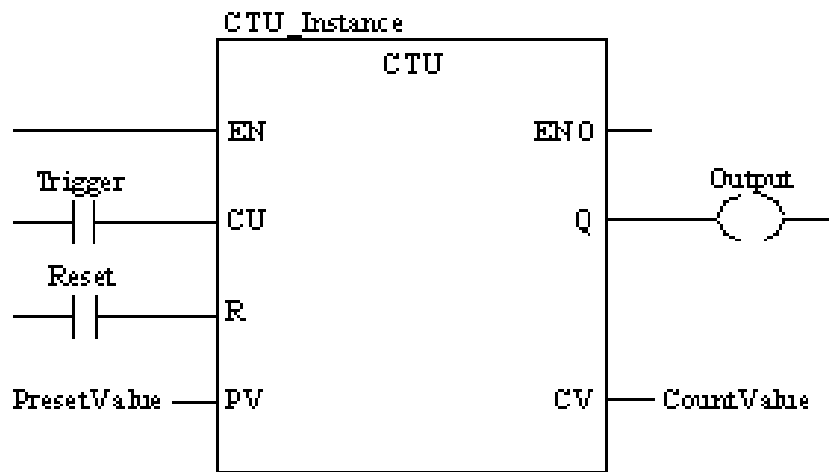 CTU_Instance
CTU
EN ENO
Trigger Output
CU Q
Reset
R
PresetValue PV CV CountValue